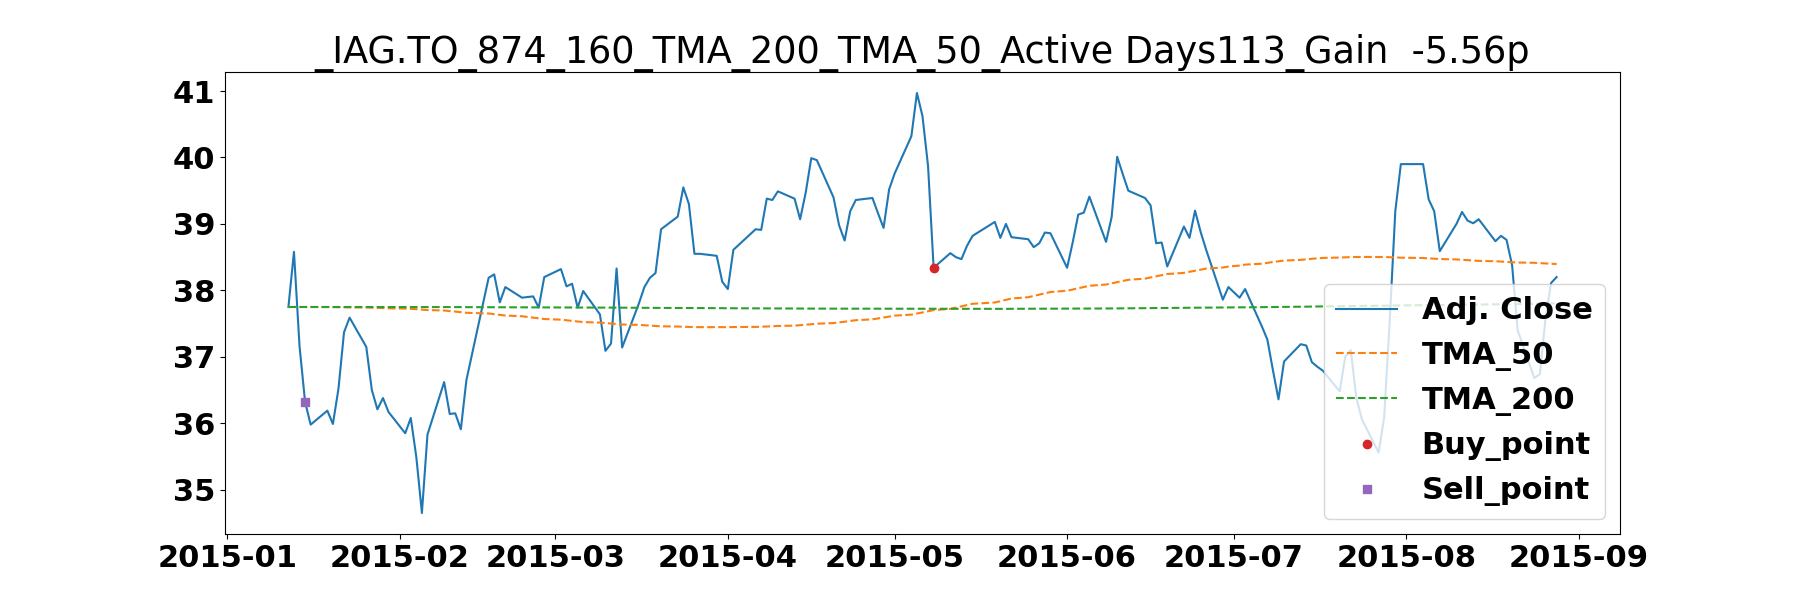 _IAG.TO_874_160_TMA_200_TMA_50_Active Days113_Gain  -5.56p
41
40
39
38
37
36
35
Adj. Close
TMA_50
TMA_200
Buy_point
Sell_point
2015-01 2015-02 2015-03 2015-04 2015-05 2015-06 2015-07 2015-08 2015-09